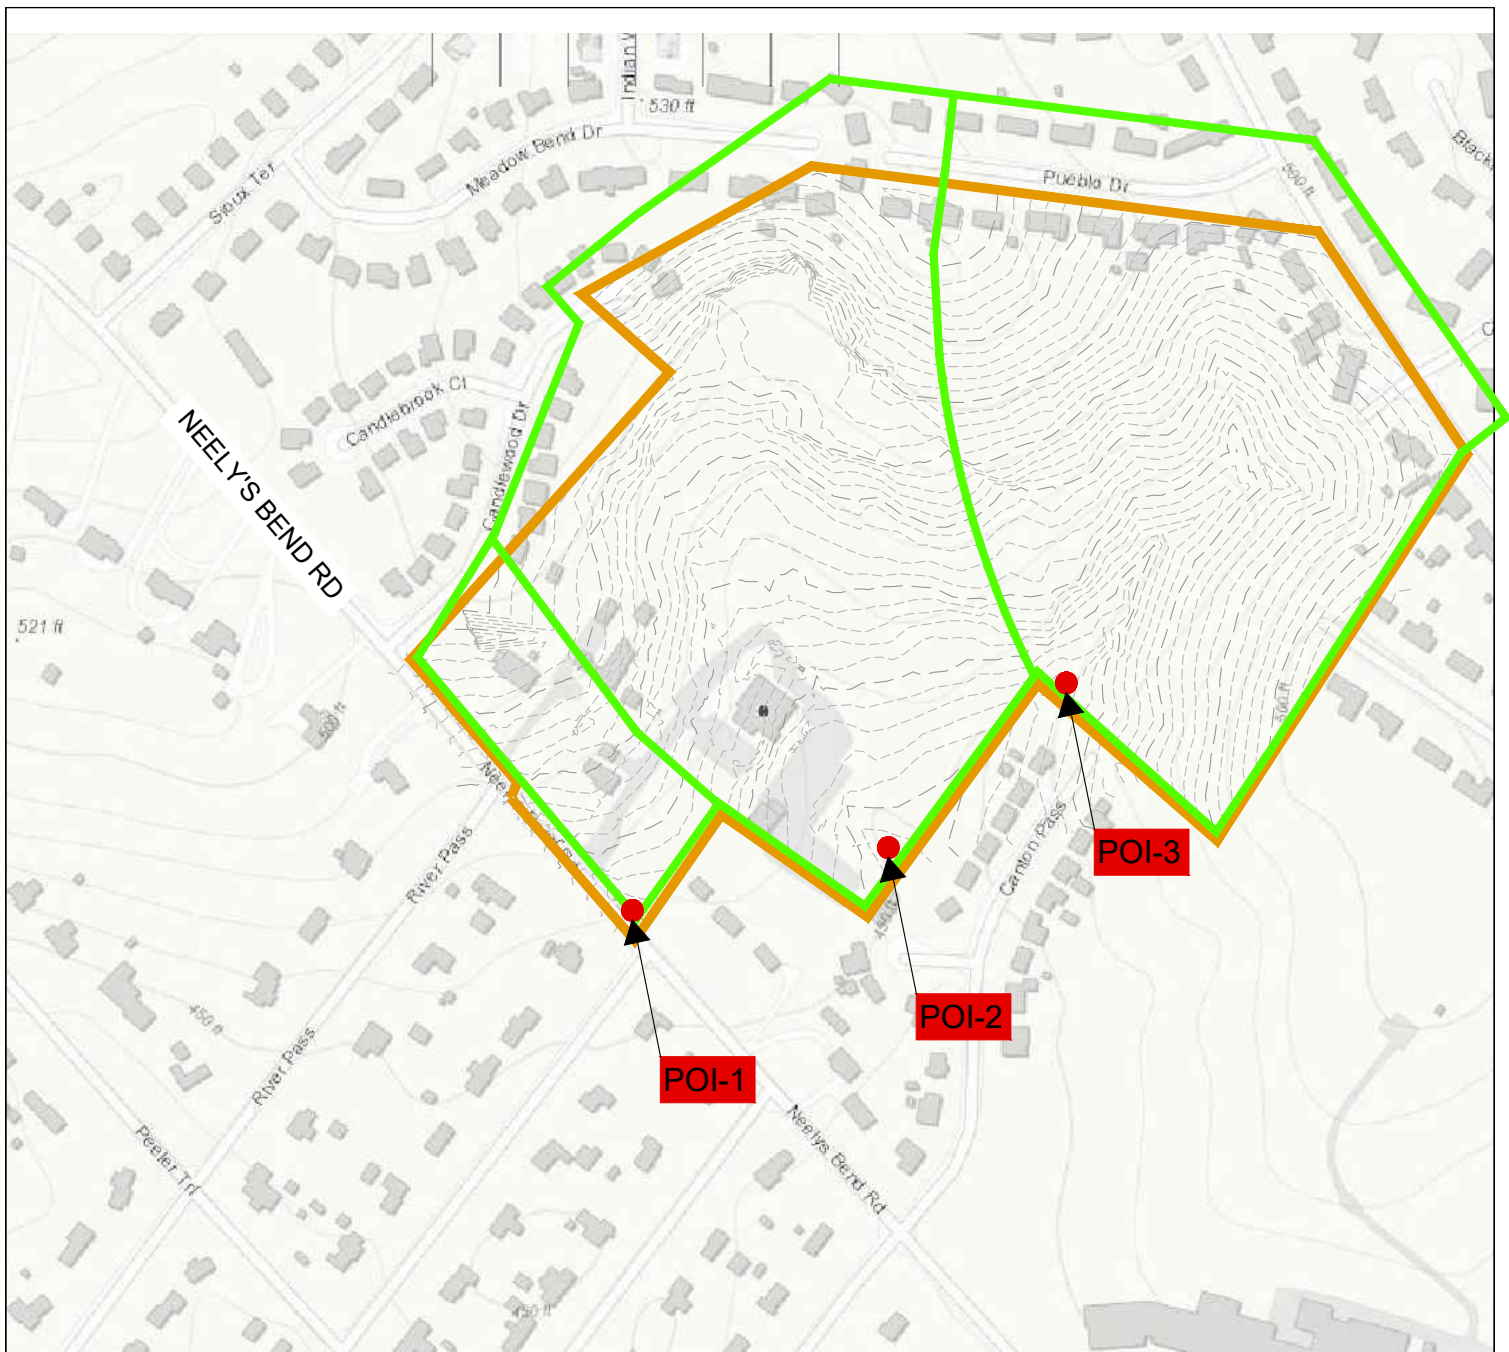 Indian
530 ft
Meadow Bend Dr
Sioux Ter
Pueblo Dr
500 ft
Black
Candlebrook Ct
Candlewood Dr
NEELY'S BEND RD
521 ft
500 ft
500 ft
River Pass
Canton Pass
POI-3
450 ft
POI-2
River Pass
POI-1
Neelys Bend Rd
Peeler Trl
450 ft